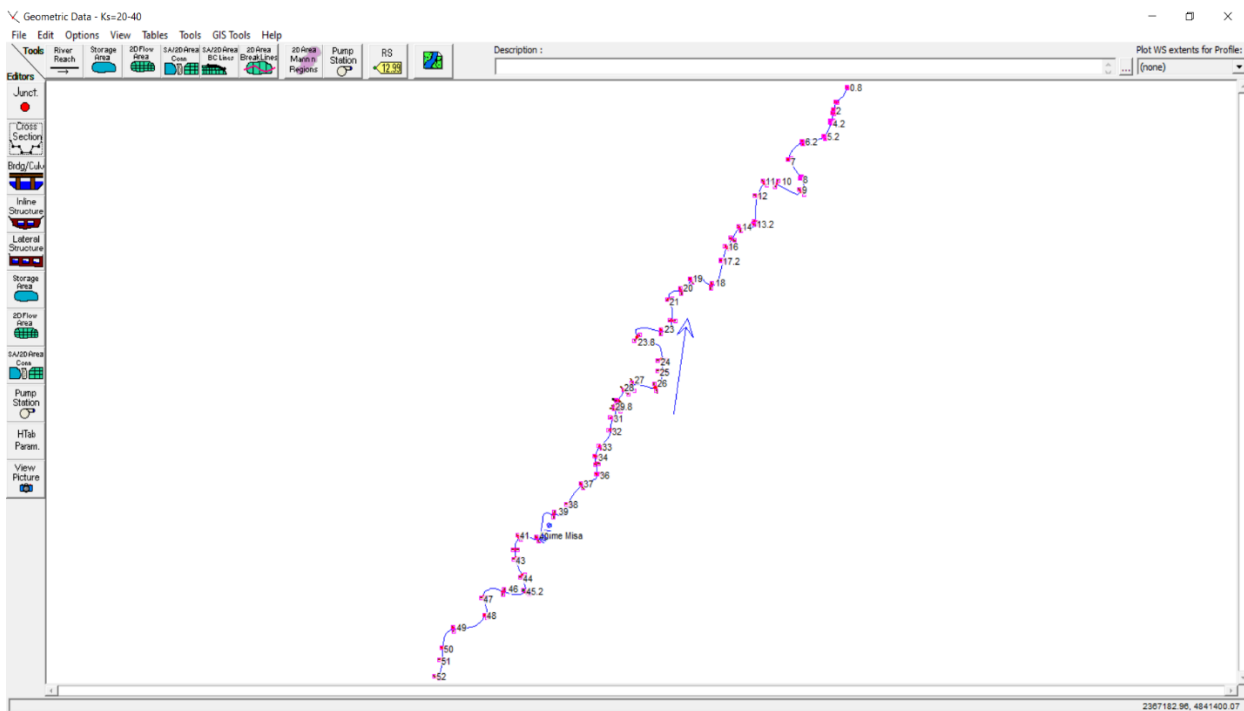 Geometric Data - Ks=20-40
File Edit Options View Tables Tools GIS Tools Help
Tools
River Reach
Storage Area
2D Flow Area
SA/2D Area Conn
SA/2D Area BC Lines
2D Area BreakLines
2D Area Mann n Regions
Pump Station
RS
12.99
Description :
...
Plot WS extents for Profile:
(none)
Editors
Junct.
Cross Section
Brdg/Culv
Inline Structure
Lateral Structure
Storage Area
2D Flow Area
SA/2D Area Conn
Pump Station
HTab Param.
View Picture
0.8
2
4.2
5.2
6.2
7
8
9
11
10
12
14
13.2
16
17.2
19
18
20
21
23
23.8
24
25
27
26
28
29.8
31
32
33
34
36
37
38
39
41
Misa
43
44
46
45.2
47
48
49
50
51
52
2367182.96, 4841400.07